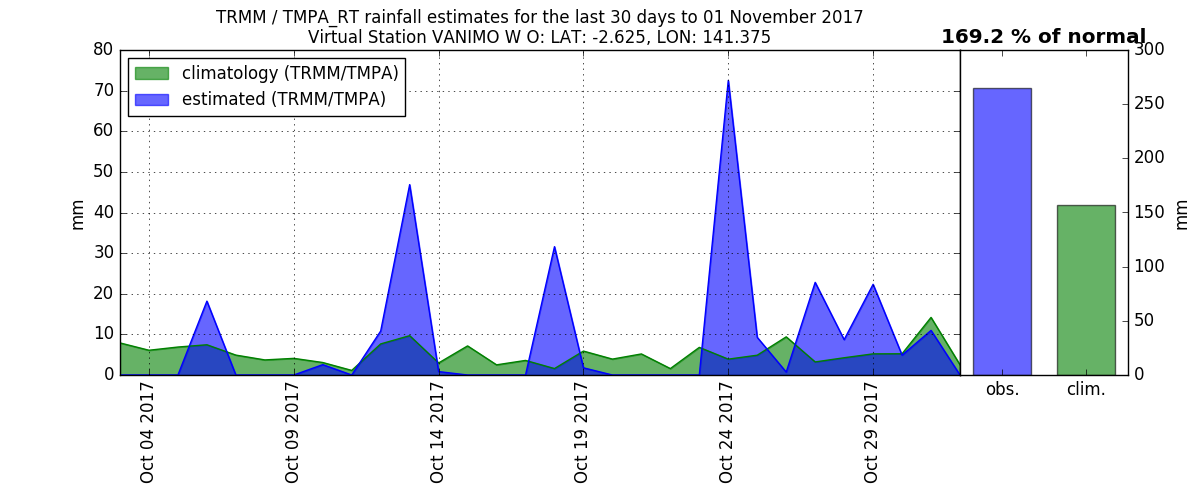 TRMM / TMPA_RT rainfall estimates for the last 30 days to 01 November 2017
Virtual Station VANIMO W O: LAT: -2.625, LON: 141.375
169.2 % of normal
climatology (TRMM/TMPA)
estimated (TRMM/TMPA)
80
70
60
50
40
30
20
10
0
mm
Oct 04 2017
Oct 09 2017
Oct 14 2017
Oct 19 2017
Oct 24 2017
Oct 29 2017
obs.
clim.
300
250
200
150
100
50
0
mm